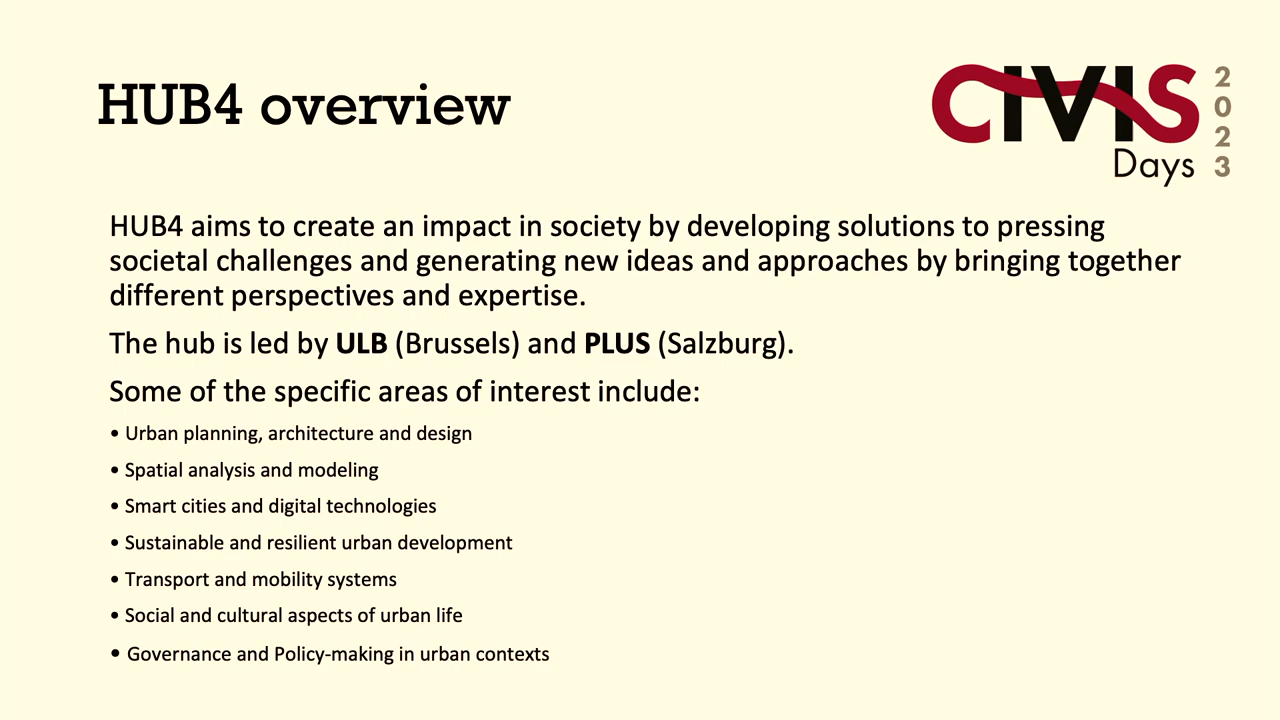 HUB4 overview
CIVIS
Days
2023
HUB4 aims to create an impact in society by developing solutions to pressing
societal challenges and generating new ideas and approaches by bringing together
different perspectives and expertise.
The hub is led by ULB (Brussels) and PLUS (Salzburg).
Some of the specific areas of interest include:
• Urban planning, architecture and design
• Spatial analysis and modeling
• Smart cities and digital technologies
• Sustainable and resilient urban development
• Transport and mobility systems
• Social and cultural aspects of urban life
• Governance and Policy-making in urban contexts